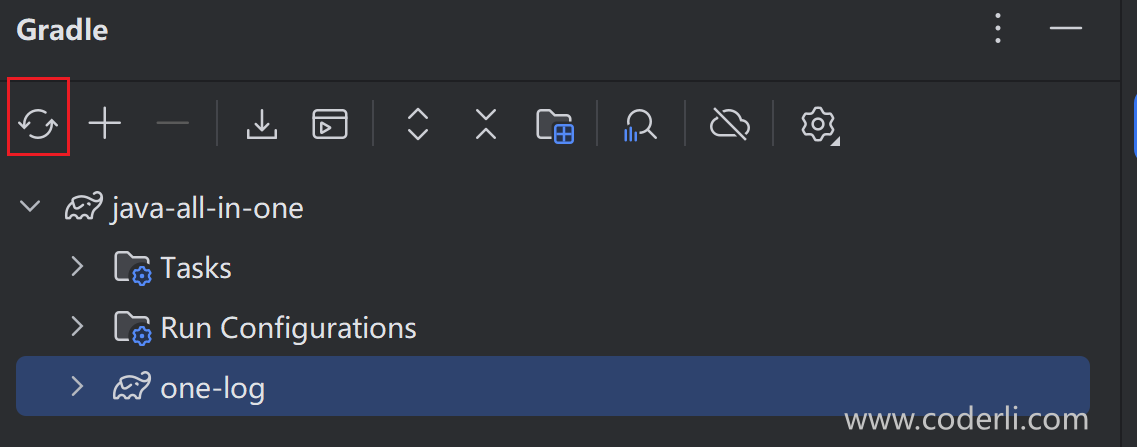 Gradle
java-all-in-one
Tasks
Run Configurations
one-log
www.coderli.com